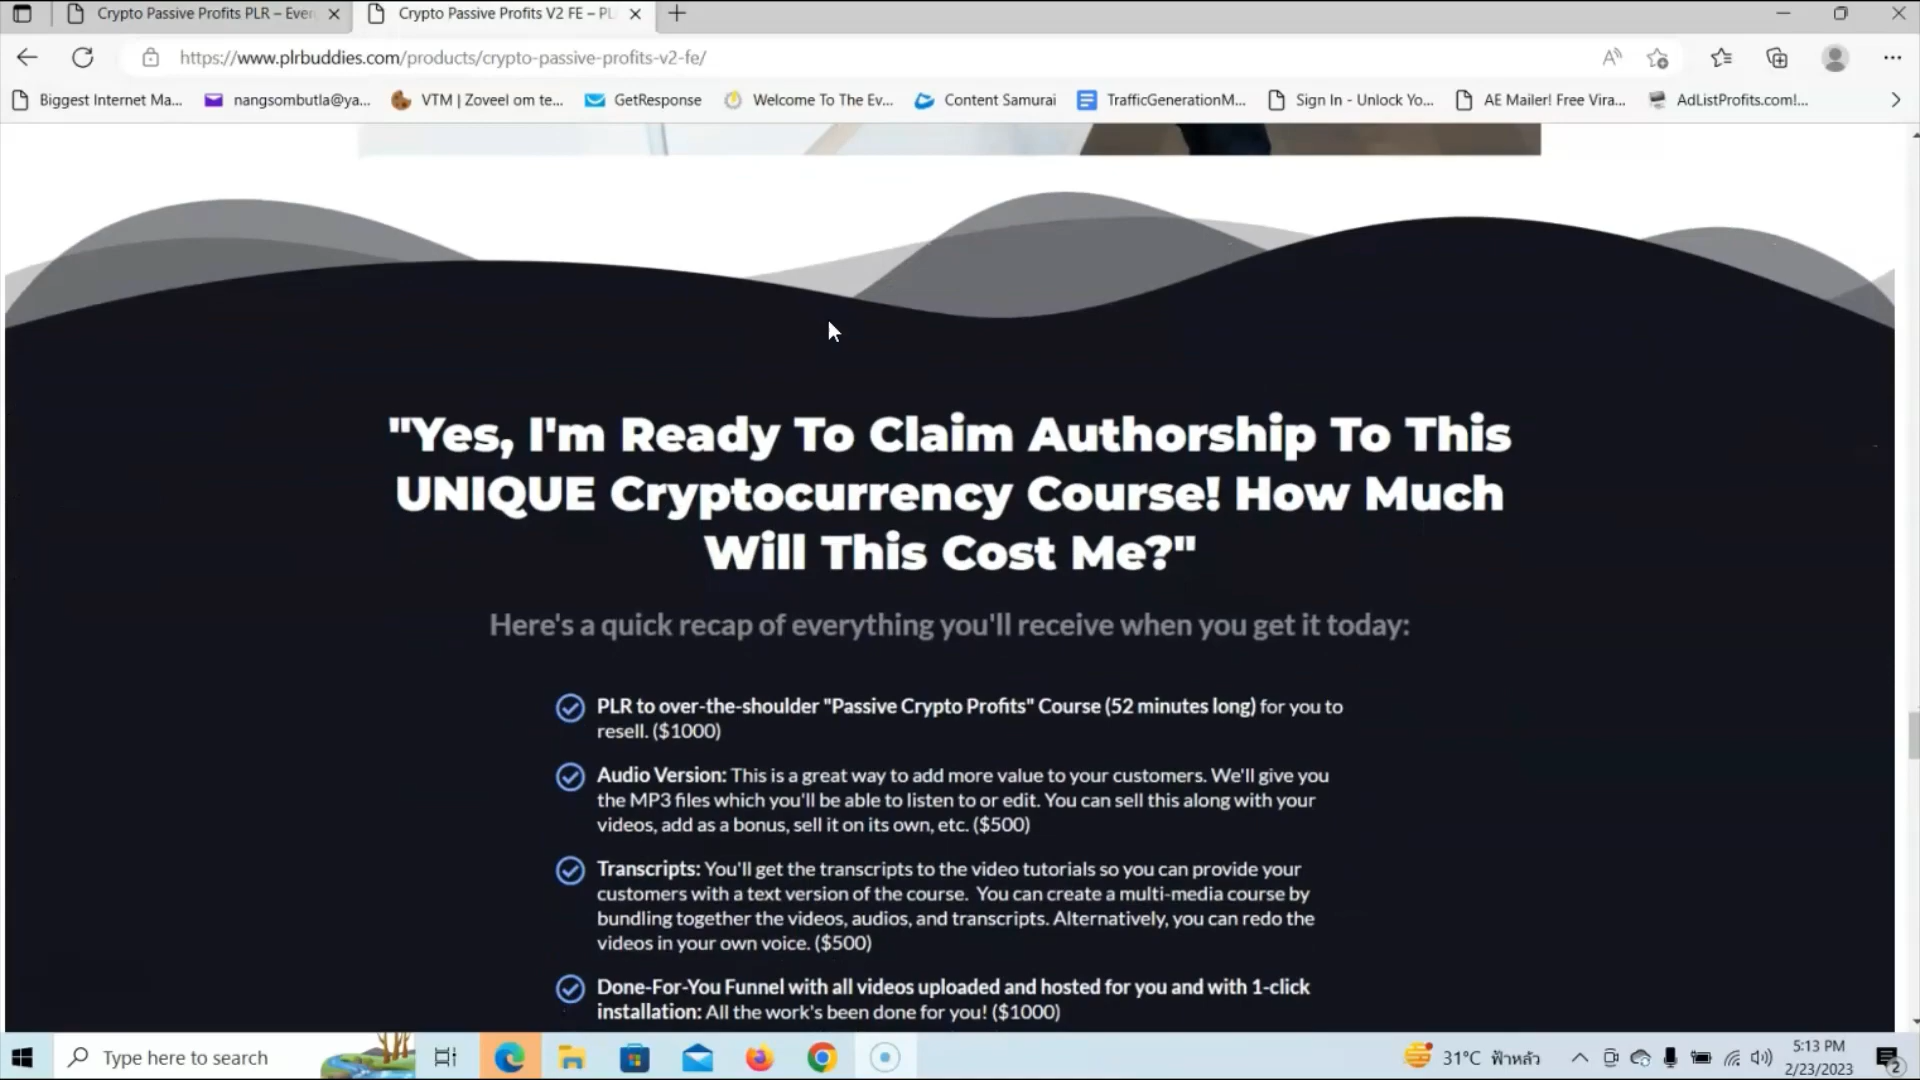 Crypto Passive Profits PLR – Ever
Crypto Passive Profits V2 FE – PL
https://www.plrbuddies.com/products/crypto-passive-profits-v2-fe/
Biggest Internet Ma...
nangsombutla@ya...
VTM | Zoveel om te...
GetResponse
Welcome To The Ev...
Content Samurai
TrafficGenerationM...
Sign In - Unlock Yo...
AE Mailer! Free Vira...
AdListProfits.com!...
"Yes, I'm Ready To Claim Authorship To This
UNIQUE Cryptocurrency Course! How Much
Will This Cost Me?"
Here's a quick recap of everything you'll receive when you get it today:
PLR to over-the-shoulder "Passive Crypto Profits" Course (52 minutes long) for you to
resell. ($1000)
Audio Version: This is a great way to add more value to your customers. We'll give you
the MP3 files which you'll be able to listen to or edit. You can sell this along with your
videos, add as a bonus, sell it on its own, etc. ($500)
Transcripts: You'll get the transcripts to the video tutorials so you can provide your
customers with a text version of the course. You can create a multi-media course by
bundling together the videos, audios, and transcripts. Alternatively, you can redo the
videos in your own voice. ($500)
Done-For-You Funnel with all videos uploaded and hosted for you and with 1-click
installation: All the work's been done for you! ($1000)
Type here to search
31°C ฟ้าหลัว
5:13 PM
2/23/2023
2